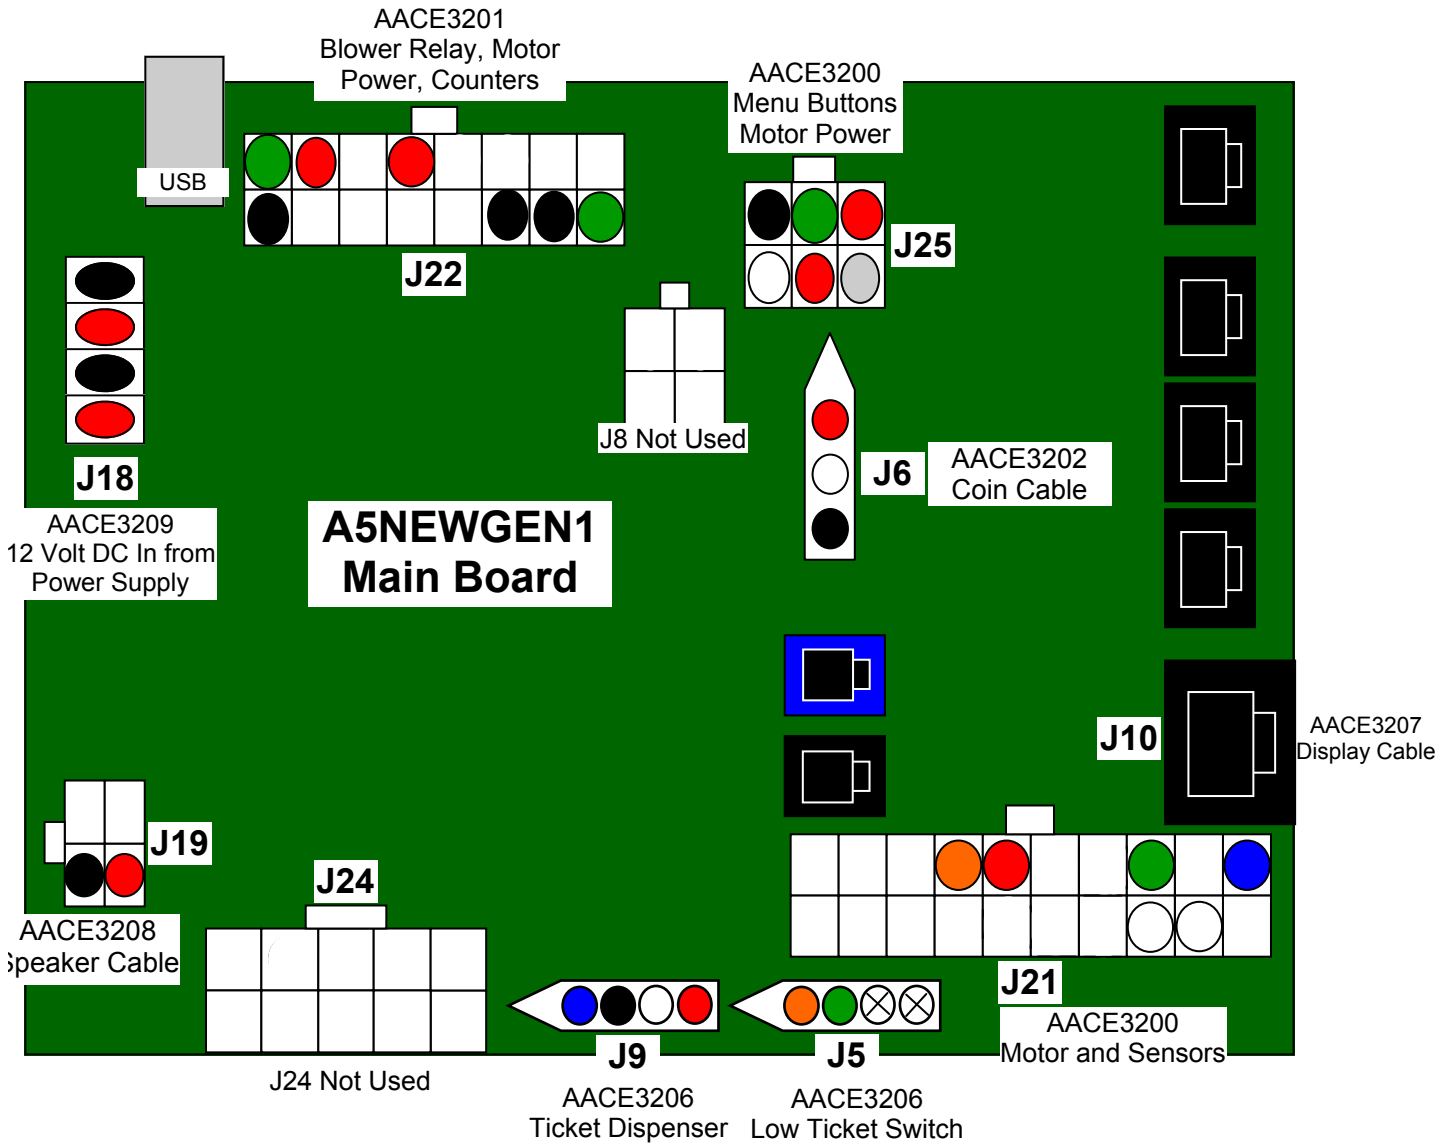 AACE3201
Blower Relay, Motor
Power, Counters
AACE3200
Menu Buttons
Motor Power
USB
J22
J25
J8 Not Used
J18
AACE3209
12 Volt DC In from
Power Supply
J6
AACE3202
Coin Cable
A5NEWGEN1
Main Board
J10
AACE3207
Display Cable
J19
AACE3208
Speaker Cable
J24
J24 Not Used
J9
AACE3206
Ticket Dispenser
J5
AACE3206
Low Ticket Switch
J21
AACE3200
Motor and Sensors